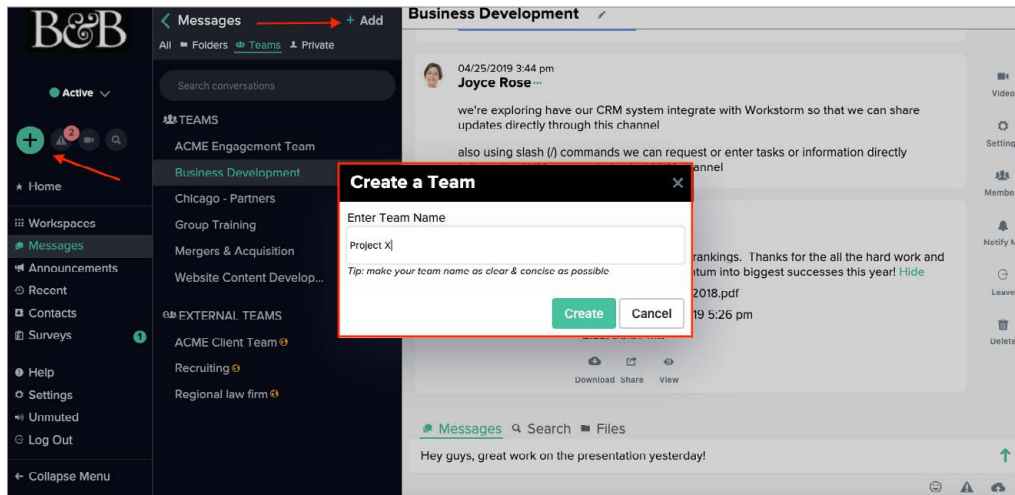 B&B
Active
2
Home
Workspaces
Messages
Announcements
Recent
Contacts
Surveys
1
Help
Settings
Unmuted
Log Out
Collapse Menu
Messages
+ Add
All Folders Teams Private
Search conversations
TEAMS
ACME Engagement Team
Business Development
Chicago - Partners
Group Training
Mergers & Acquisition
Website Content Develop...
EXTERNAL TEAMS
ACME Client Team
Recruiting
Regional law firm
Business Development
04/25/2019 3:44 pm
Joyce Rose...
we're exploring have our CRM system integrate with Workstorm so that we can share
updates directly through this channel
also using slash (/) commands we can request or enter tasks or information directly
Create a Team
Enter Team Name
Project X
Tip: make your team name as clear & concise as possible
Create Cancel
rankings. Thanks for the all the hard work and
into biggest successes this year! Hide
2018.pdf
19 5:26 pm
Download Share View
Messages Search Files
Hey guys, great work on the presentation yesterday!
Video
Setting
Member
Notify M
Leave
Delete